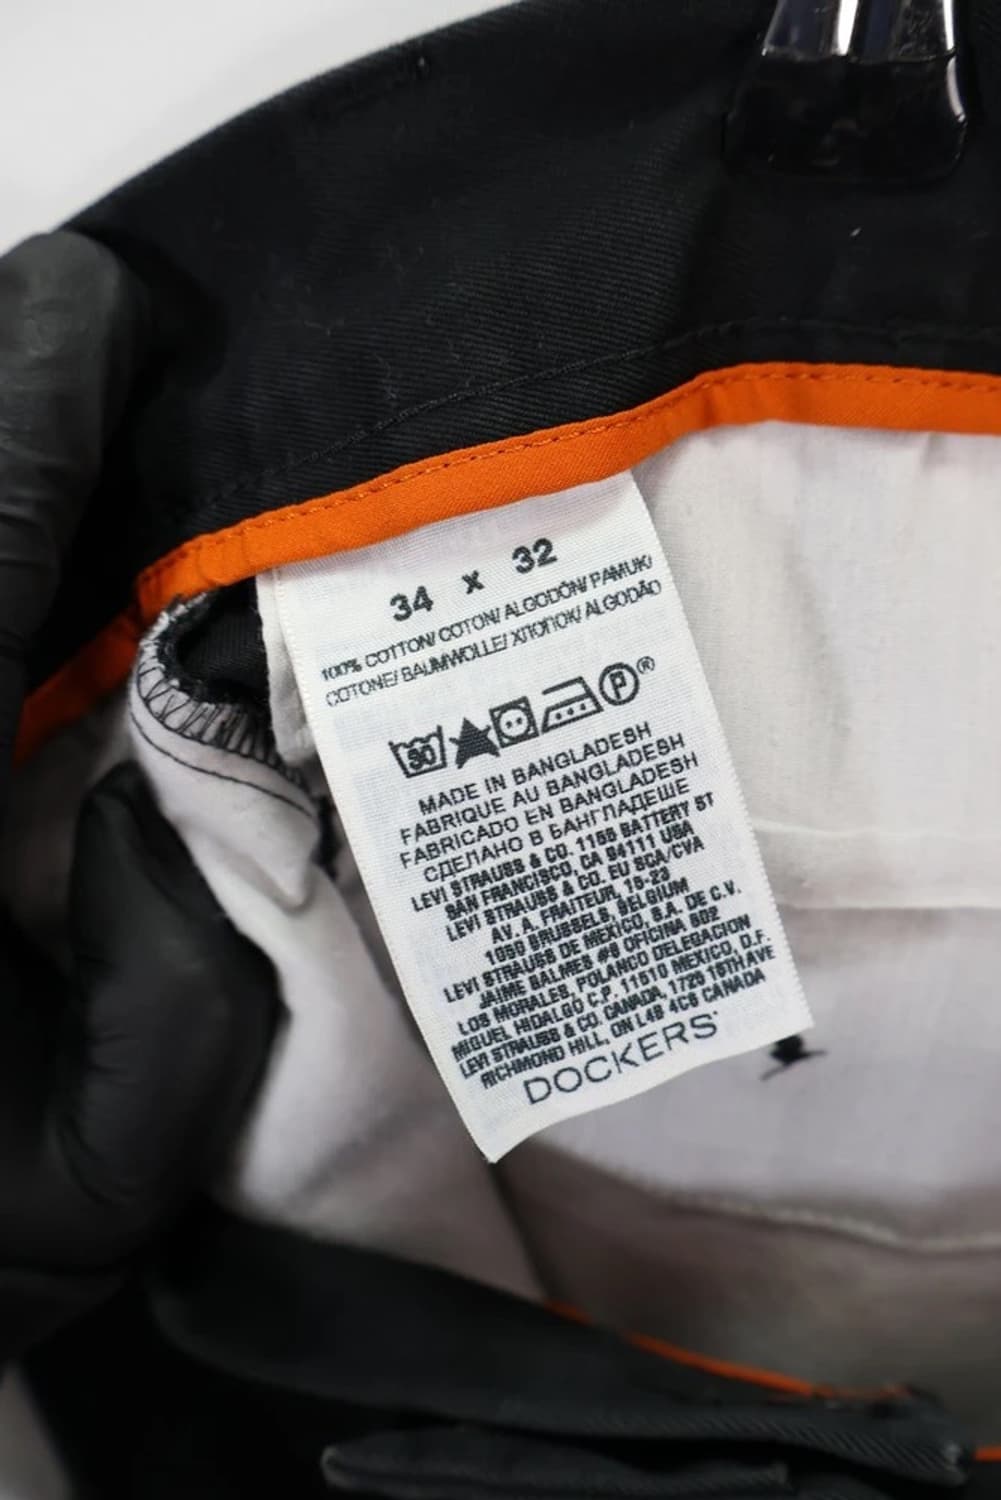 34 x 32
100% COTTON/ COTON/ ALGODÓN/ PAMUK/
COTONE/ BAUMWOLLE/ ХЛОПОК/ ALGODÃO
30 P ®
MADE IN BANGLADESH
FABRIQUE AU BANGLADESH
FABRICADO EN BANGLADESH
СДЕЛАНО В БАНГЛАДЕШЕ
LEVI STRAUSS & CO. 1155 BATTERY ST
SAN FRANCISCO, CA 94111 USA
LEVI STRAUSS & CO. EU SCA/CVA
AV. A. FRAITEUR, 15-23
1050 BRUSSELS, BELGIUM
LEVI STRAUSS DE MEXICO, S.A. DE C.V.
JAIME BALMES #8 OFICINA 602
LOS MORALES, POLANCO DELEGACION
MIGUEL HIDALGO C.P. 11510 MEXICO, D.F.
LEVI STRAUSS & CO. CANADA, 1725 16TH AVE
RICHMOND HILL, ON L4B 4C6 CANADA
DOCKERS